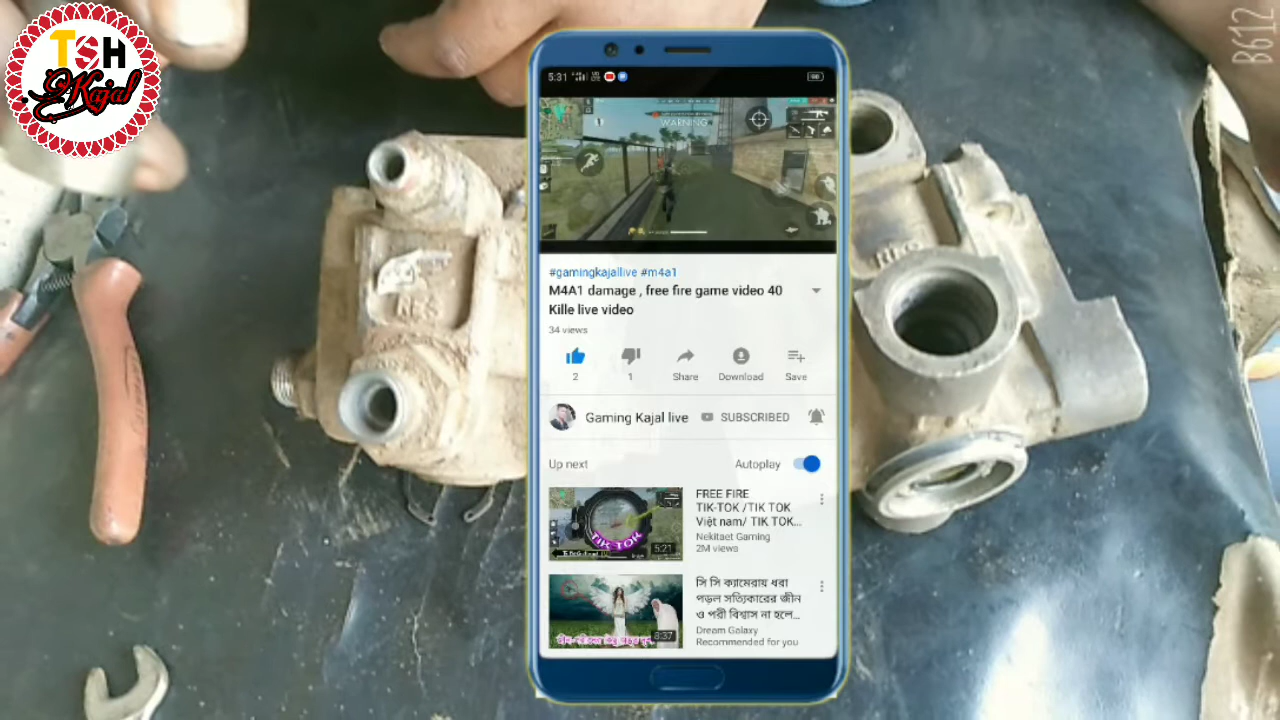 TSH
Kajal
B612
5:31
WARNING
#gamingkajallive #m4a1
M4A1 damage , free fire game video 40
Kille live video
34 views
2
1
Share
Download
Save
Gaming Kajal live
SUBSCRIBED
Up next
Autoplay
FREE FIRE
TIK-TOK /TIK TOK
Việt nam/ TIK TOK...
Nekitaet Gaming
2M views
TIK TOK
5:21
সি সি ক্যামেরায় ধরা
পড়ল সত্যিকারের জীন
ও পরী বিশ্বাস না হলে...
Dream Galaxy
Recommended for you
8:37